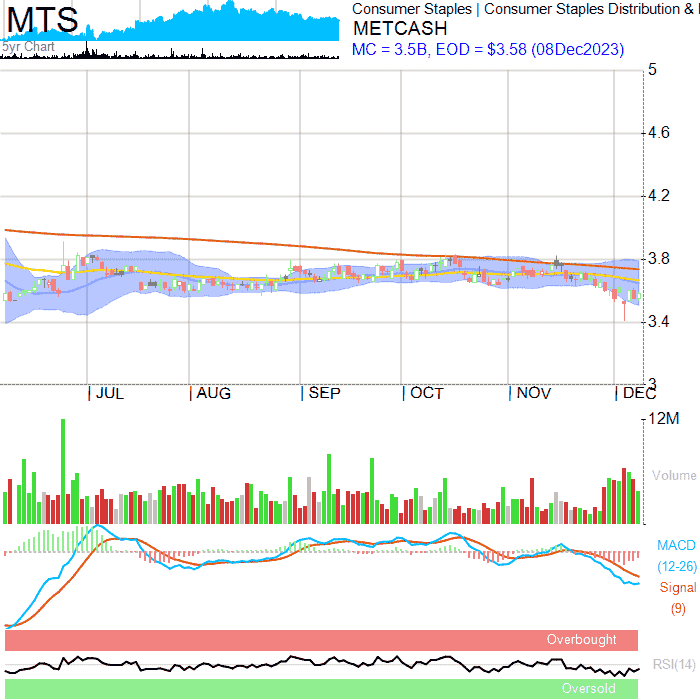 MTS
Consumer Staples | Consumer Staples Distribution &
METCASH
5yr Chart
MC = 3.5B, EOD = $3.58 (08Dec2023)
5
4.6
4.2
3.8
3.4
3
| JUL | AUG | SEP | OCT | NOV | DEC
12M
Volume
MACD
(12-26)
Signal
(9)
Overbought
RSI(14)
Oversold